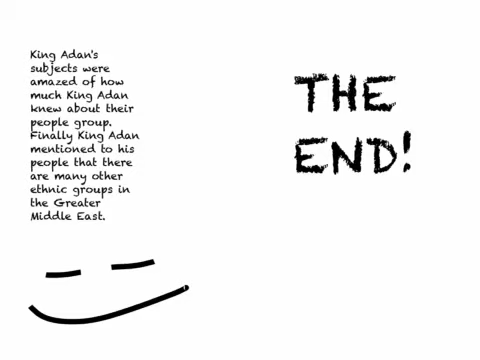 King Adan's
subjects were
amazed of how
much King Adan
knew about their
people group.
Finally King Adan
mentioned to his
people that there
are many other
ethnic groups in
the Greater
Middle East.
THE
END!